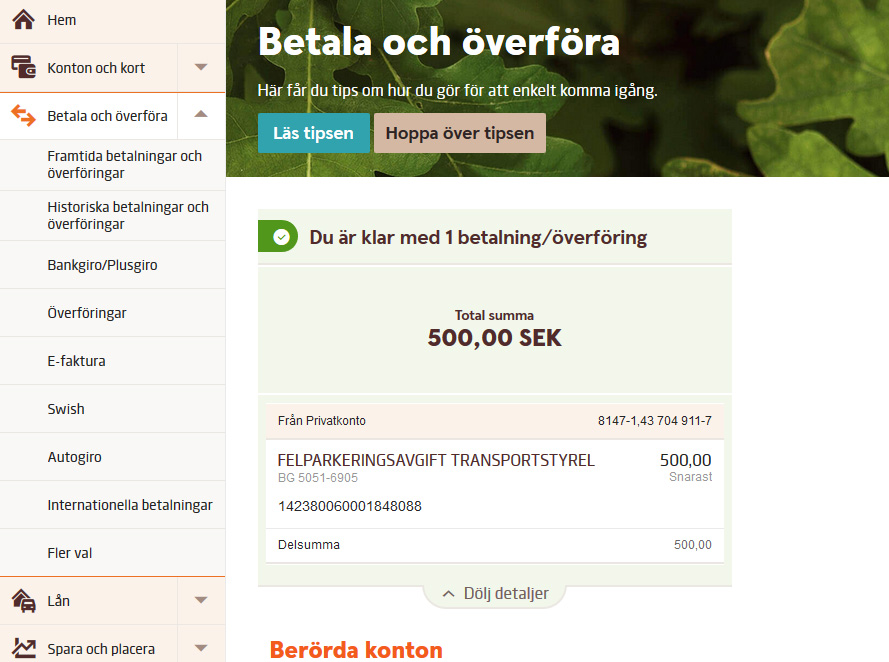 Hem
Konton och kort
Betala och överföra
Framtida betalningar och
överföringar
Historiska betalningar och
överföringar
Bankgiro/Plusgiro
Överföringar
E-faktura
Swish
Autogiro
Internationella betalningar
Fler val
Lån
Spara och placera
Betala och överföra
Här får du tips om hur du gör för att enkelt komma igång.
Läs tipsen Hoppa över tipsen
Du är klar med 1 betalning/överföring
Total summa
500,00 SEK
Från Privatkonto 8147-1,43 704 911-7
FELPARKERINGSAVGIFT TRANSPORTSTYREL 500,00
BG 5051-6905 Snarast
142380060001848088
Delsumma 500,00
Dölj detaljer
Berörda konton